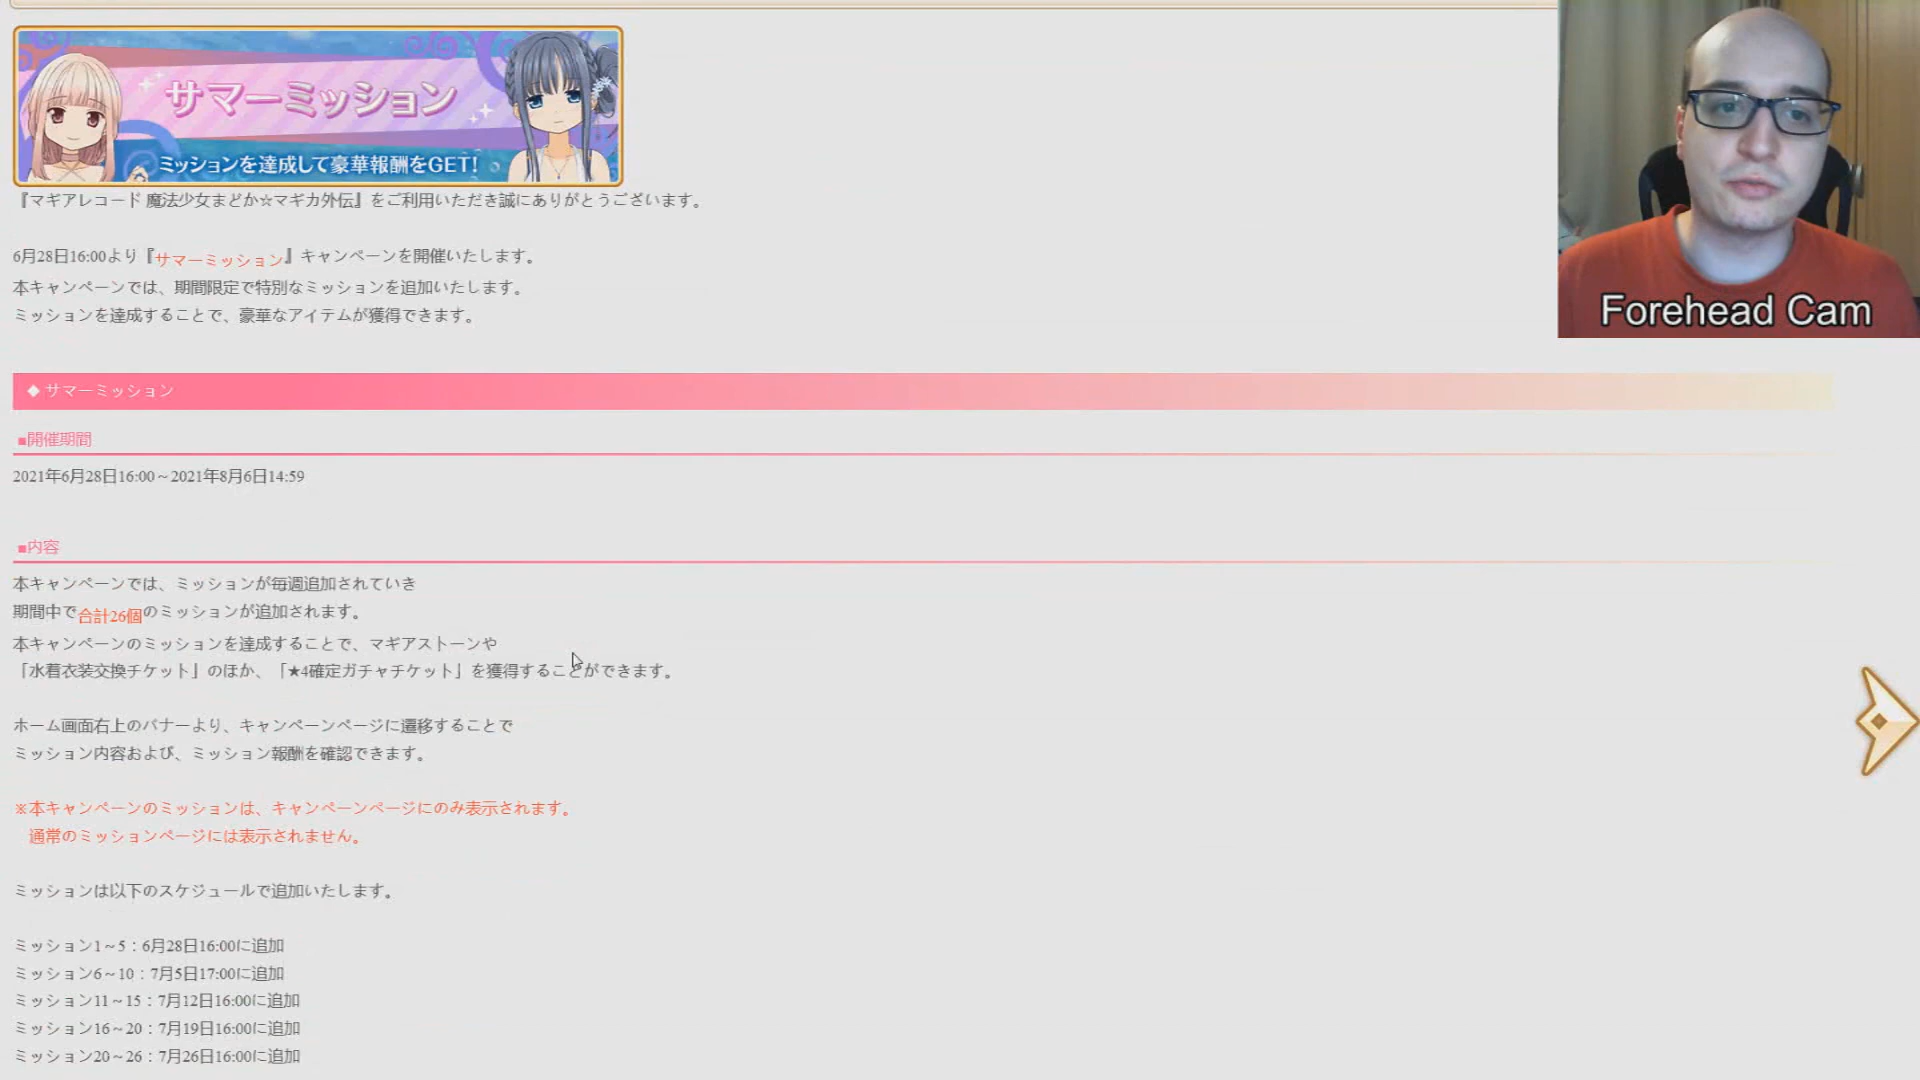 サマーミッション
ミッションを達成して豪華報酬をGET!
『マギアレコード 魔法少女まどか☆マギカ外伝』をご利用いただき誠にありがとうございます。
6月28日16:00より『サマーミッション』キャンペーンを開催いたします。
本キャンペーンでは、期間限定で特別なミッションを追加いたします。
ミッションを達成することで、豪華なアイテムが獲得できます。
Forehead Cam
◆ サマーミッション
■開催期間
2021年6月28日16:00～2021年8月6日14:59
■内容
本キャンペーンでは、ミッションが毎週追加されていき
期間中で合計26個のミッションが追加されます。
本キャンペーンのミッションを達成することで、マギアストーンや
「水着衣装交換チケット」のほか、「★4確定ガチャチケット」を獲得することができます。
ホーム画面右上のバナーより、キャンペーンページに遷移することで
ミッション内容および、ミッション報酬を確認できます。
※本キャンペーンのミッションは、キャンペーンページにのみ表示されます。
通常のミッションページには表示されません。
ミッションは以下のスケジュールで追加いたします。
ミッション1～5：6月28日16:00に追加
ミッション6～10：7月5日17:00に追加
ミッション11～15：7月12日16:00に追加
ミッション16～20：7月19日16:00に追加
ミッション20～26：7月26日16:00に追加